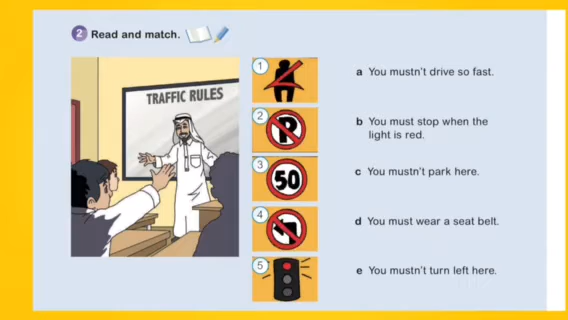 2 Read and match.
TRAFFIC RULES
1
a You mustn't drive so fast.
2
P
b You must stop when the
light is red.
3
50
c You mustn't park here.
4
d You must wear a seat belt.
5
e You mustn't turn left here.